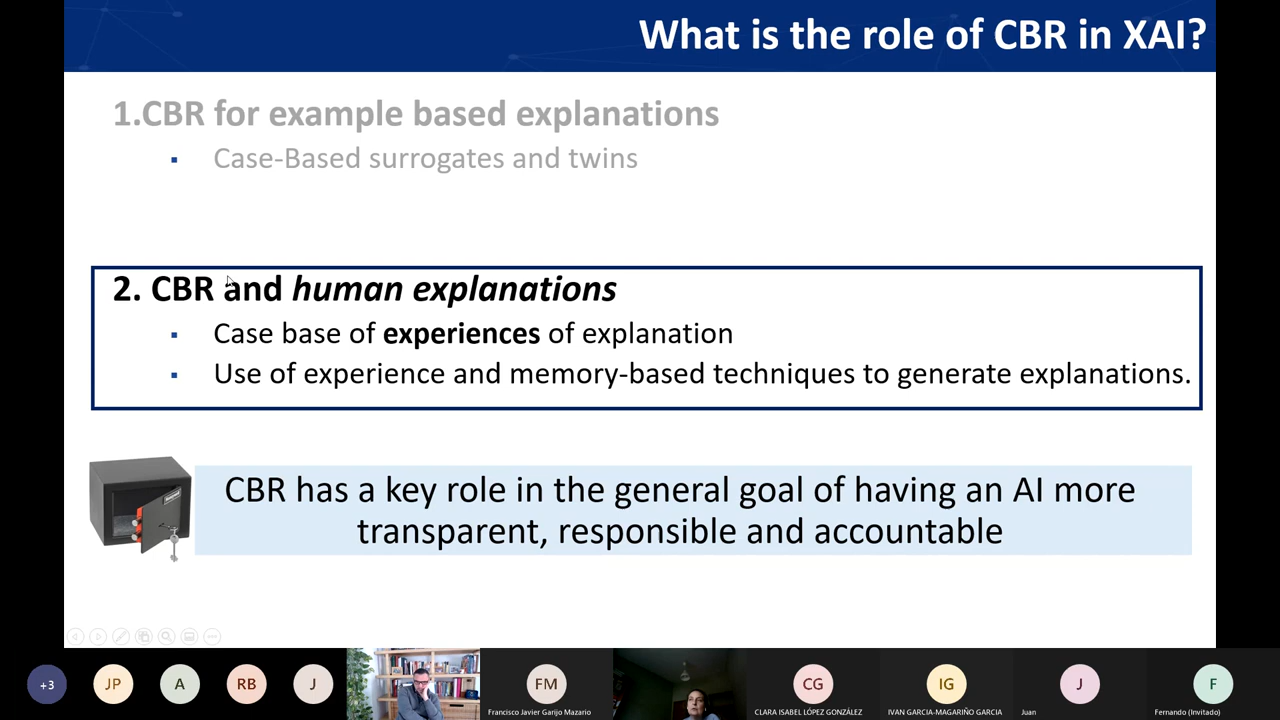 What is the role of CBR in XAI?
1.CBR for example based explanations
▪ Case-Based surrogates and twins
2. CBR and human explanations
▪ Case base of experiences of explanation
▪ Use of experience and memory-based techniques to generate explanations.
CBR has a key role in the general goal of having an AI more
transparent, responsible and accountable
+3
JP
A
RB
J
FM
CG
IG
J
F
Francisco Javier Garijo Mazario
CLARA ISABEL LÓPEZ GONZÁLEZ
IVAN GARCIA-MAGARIÑO GARCIA
Juan
Fernando (Invitado)